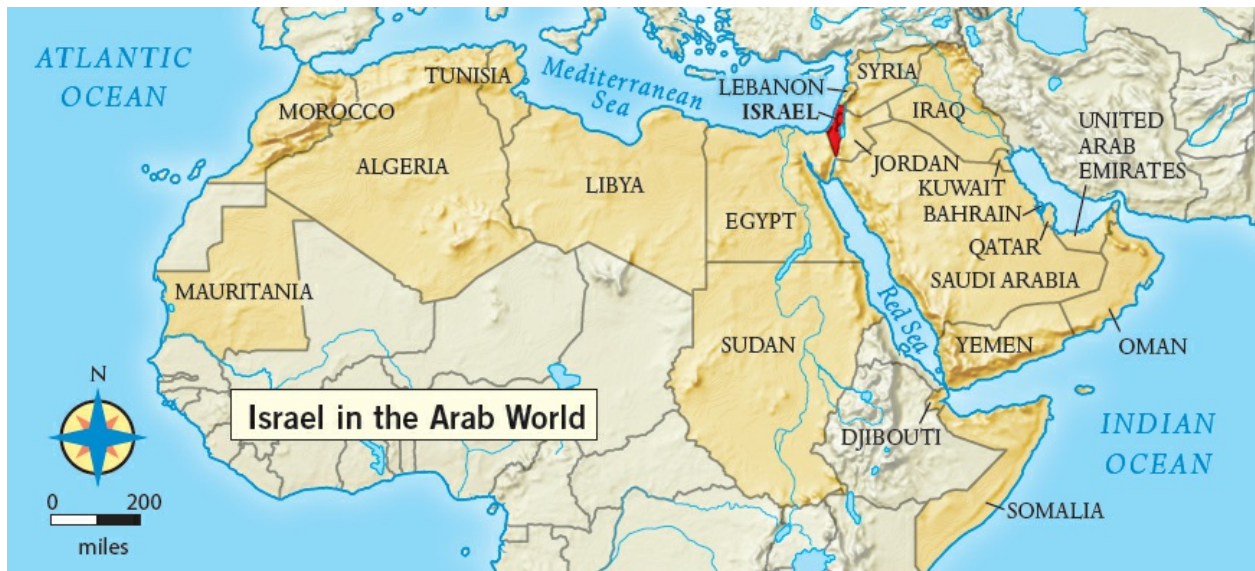 ATLANTIC
OCEAN
TUNISIA
Mediterranean
Sea
SYRIA
LEBANON
ISRAEL
MOROCCO
IRAQ
UNITED
ARAB
EMIRATES
ALGERIA
LIBYA
JORDAN
KUWAIT
BAHRAIN
EGYPT
QATAR
SAUDI ARABIA
MAURITANIA
Red Sea
SUDAN
YEMEN
OMAN
N
Israel in the Arab World
DJIBOUTI
INDIAN
OCEAN
0 200
miles
SOMALIA